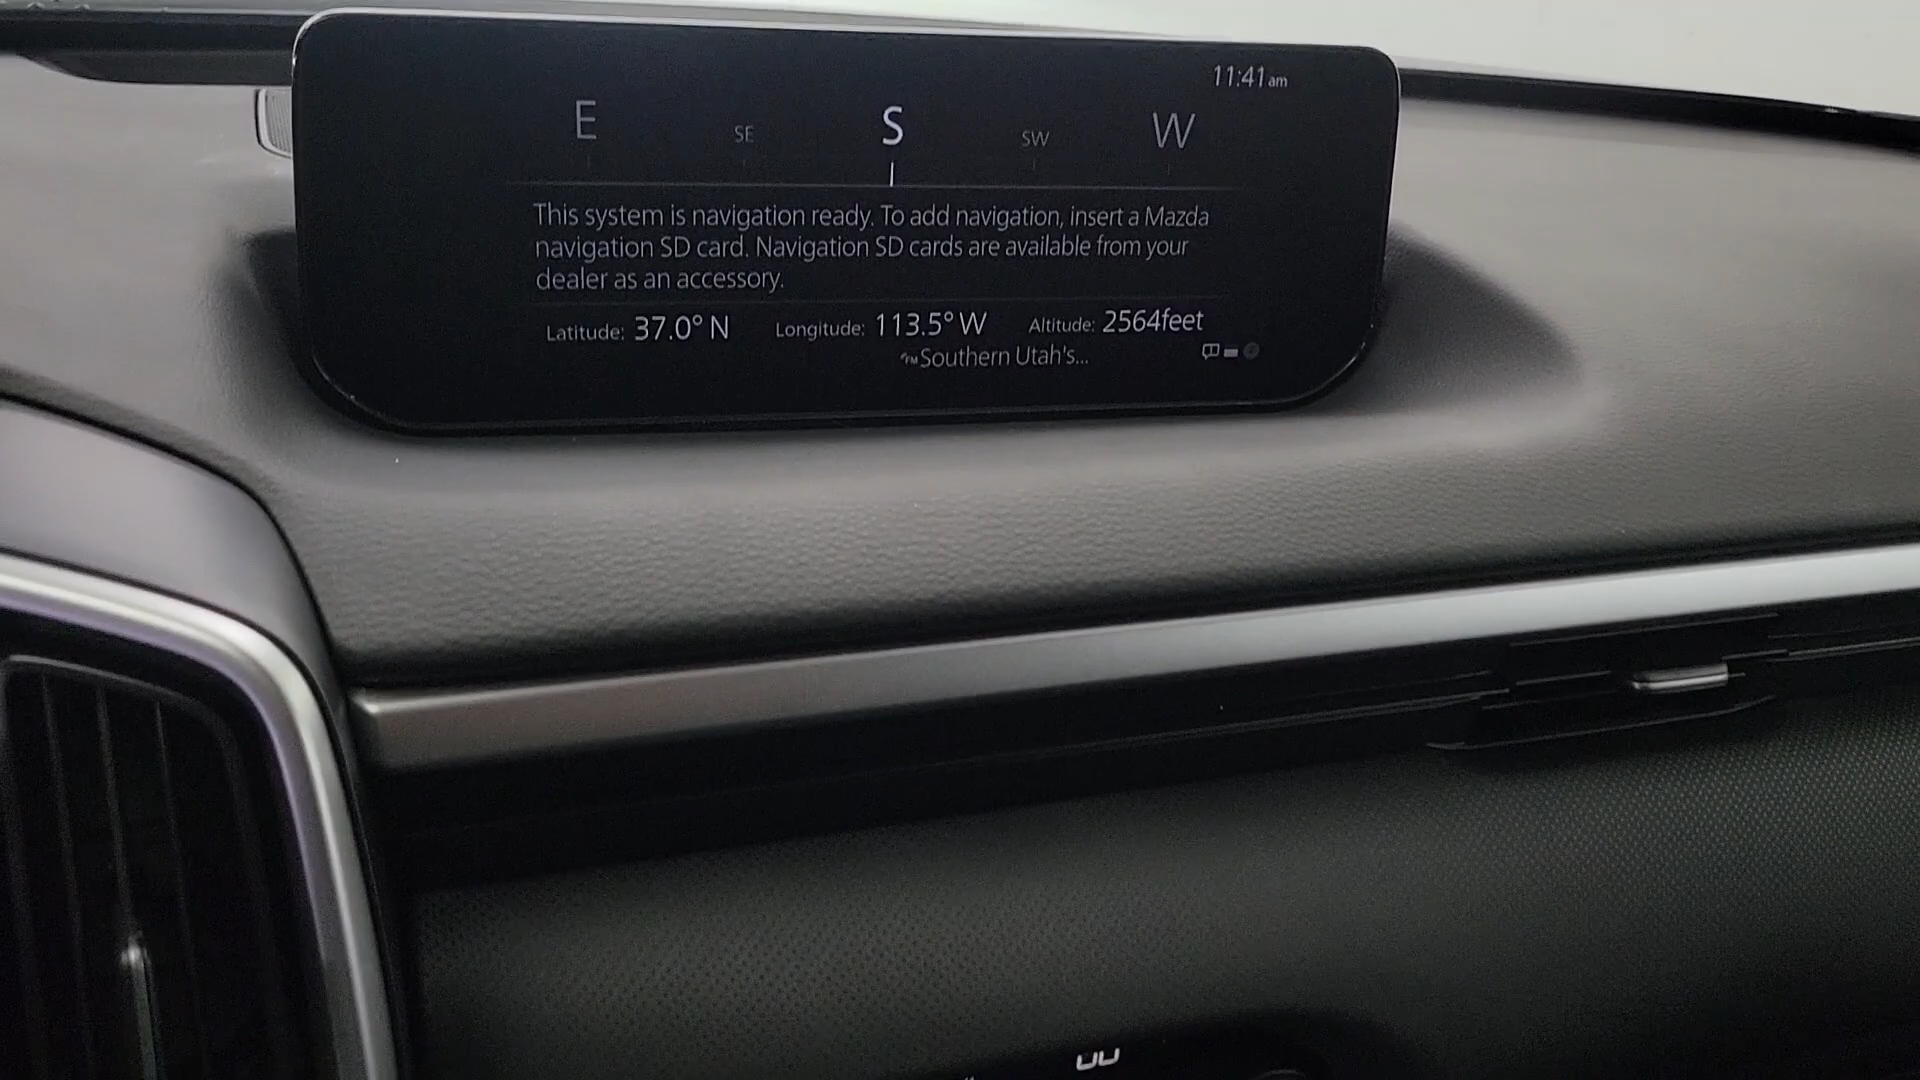 11:41am
E SE S SW W
This system is navigation ready. To add navigation, insert a Mazda
navigation SD card. Navigation SD cards are available from your
dealer as an accessory.
Latitude: 37.0° N Longitude: 113.5° W Altitude: 2564feet
FM Southern Utah's...